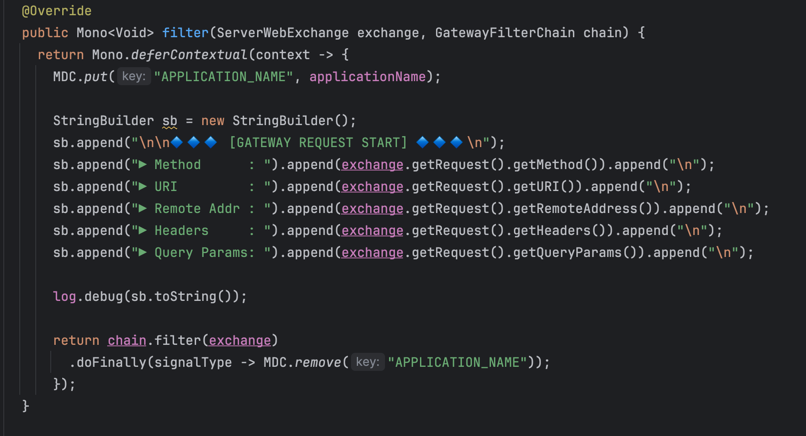 @Override
public Mono<Void> filter(ServerWebExchange exchange, GatewayFilterChain chain) {
return Mono.deferContextual(context -> {
MDC.put( key: "APPLICATION_NAME", applicationName);
StringBuilder sb = new StringBuilder();
sb.append("\n\n🔷🔷🔷 [GATEWAY REQUEST START] 🔷🔷🔷\n");
sb.append("▶ Method      : ").append(exchange.getRequest().getMethod()).append("\n");
sb.append("▶ URI         : ").append(exchange.getRequest().getURI()).append("\n");
sb.append("▶ Remote Addr : ").append(exchange.getRequest().getRemoteAddress()).append("\n");
sb.append("▶ Headers     : ").append(exchange.getRequest().getHeaders()).append("\n");
sb.append("▶ Query Params: ").append(exchange.getRequest().getQueryParams()).append("\n");
log.debug(sb.toString());
return chain.filter(exchange)
.doFinally(signalType -> MDC.remove( key: "APPLICATION_NAME"));
});
}